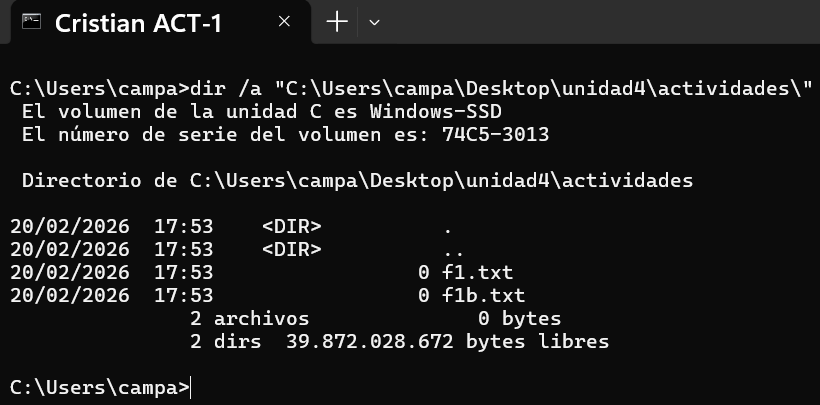 Cristian ACT-1
C:\Users\campa>dir /a "C:\Users\campa\Desktop\unidad4\actividades\"
El volumen de la unidad C es Windows-SSD
El número de serie del volumen es: 74C5-3013
Directorio de C:\Users\campa\Desktop\unidad4\actividades
20/02/2026  17:53    <DIR>          .
20/02/2026  17:53    <DIR>          ..
20/02/2026  17:53                 0 f1.txt
20/02/2026  17:53                 0 f1b.txt
2 archivos              0 bytes
2 dirs  39.872.028.672 bytes libres
C:\Users\campa>